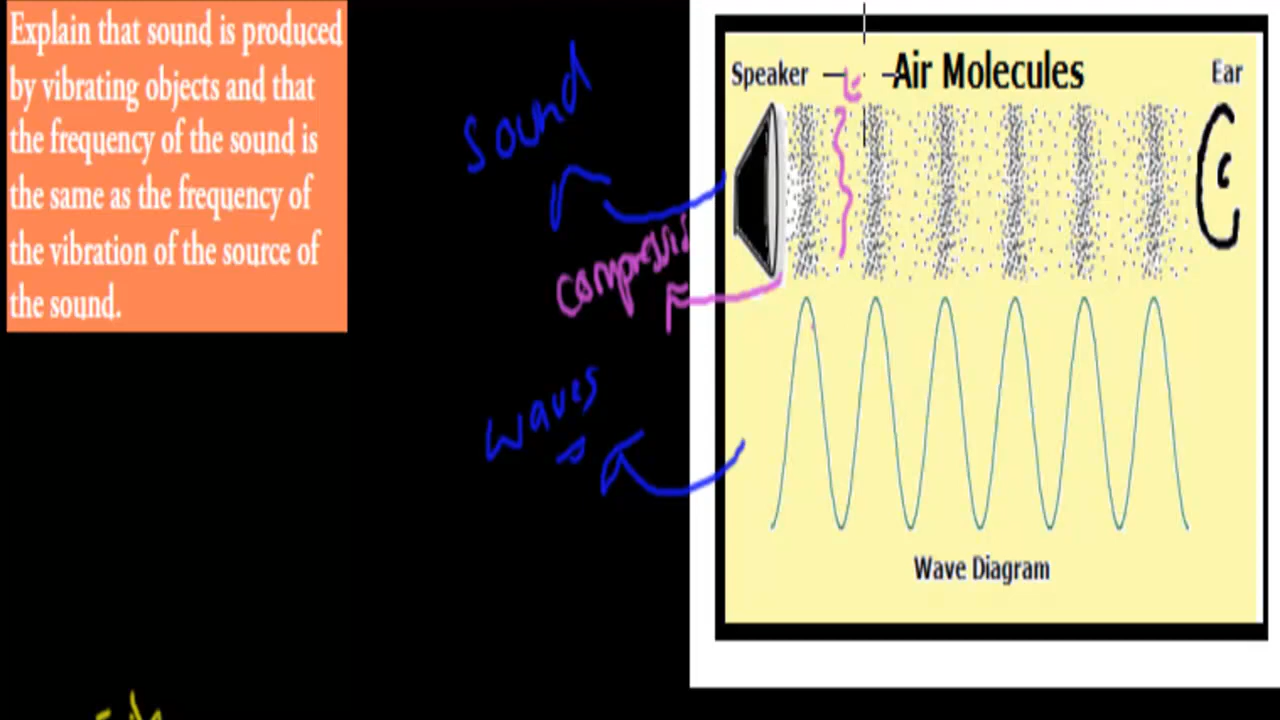 Explain that sound is produced
by vibrating objects and that
the frequency of the sound is
the same as the frequency of
the vibration of the source of
the sound.
Sound
compressi
waves
Speaker
Air Molecules
Ear
Wave Diagram